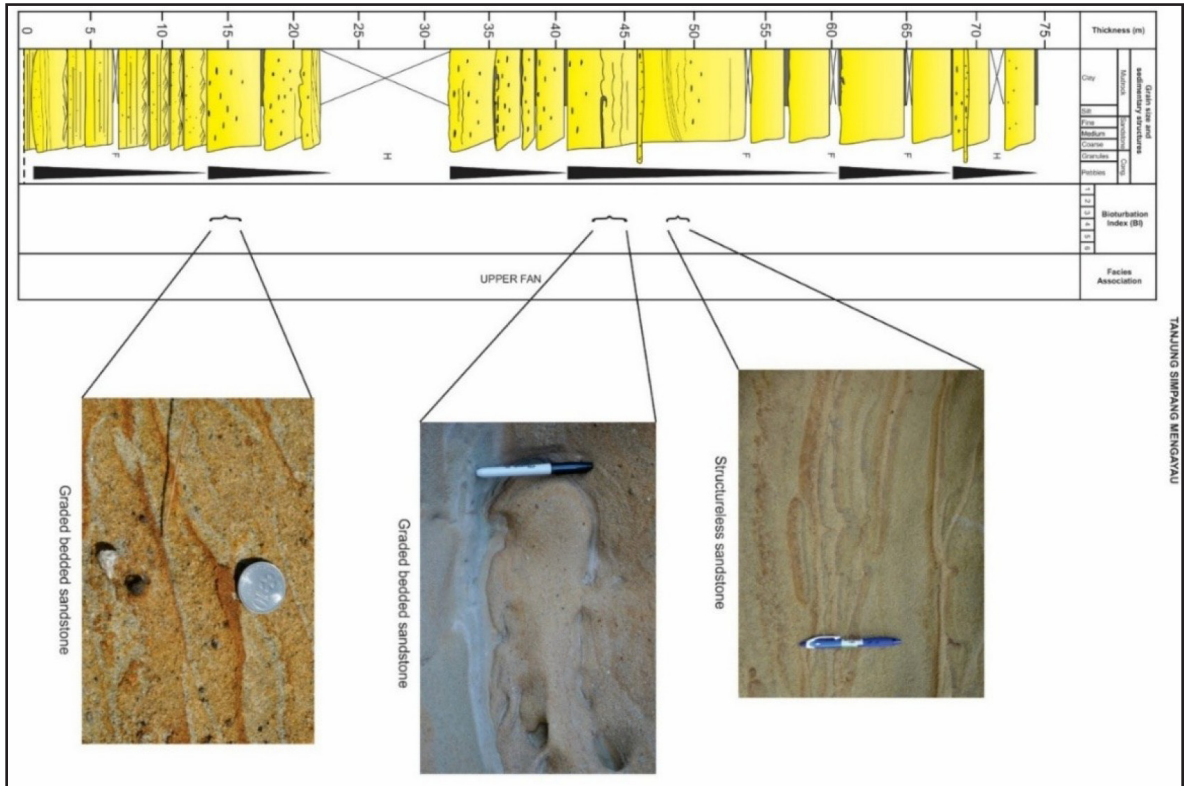 TANJUNG SIMPANG MENGAYAU
Thickness (m)
0
5
10
15
20
25
30
35
40
45
50
55
60
65
70
75
Grain size and
sedimentary structures
Mudrock
Sandstone
Cong.
Clay
Silt
Fine
Medium
Coarse
Granules
Pebbles
F
H
F
F
F
H
Bioturbation
Index (BI)
1
2
3
4
5
6
Facies
Association
UPPER FAN
Graded bedded sandstone
Graded bedded sandstone
Structureless sandstone